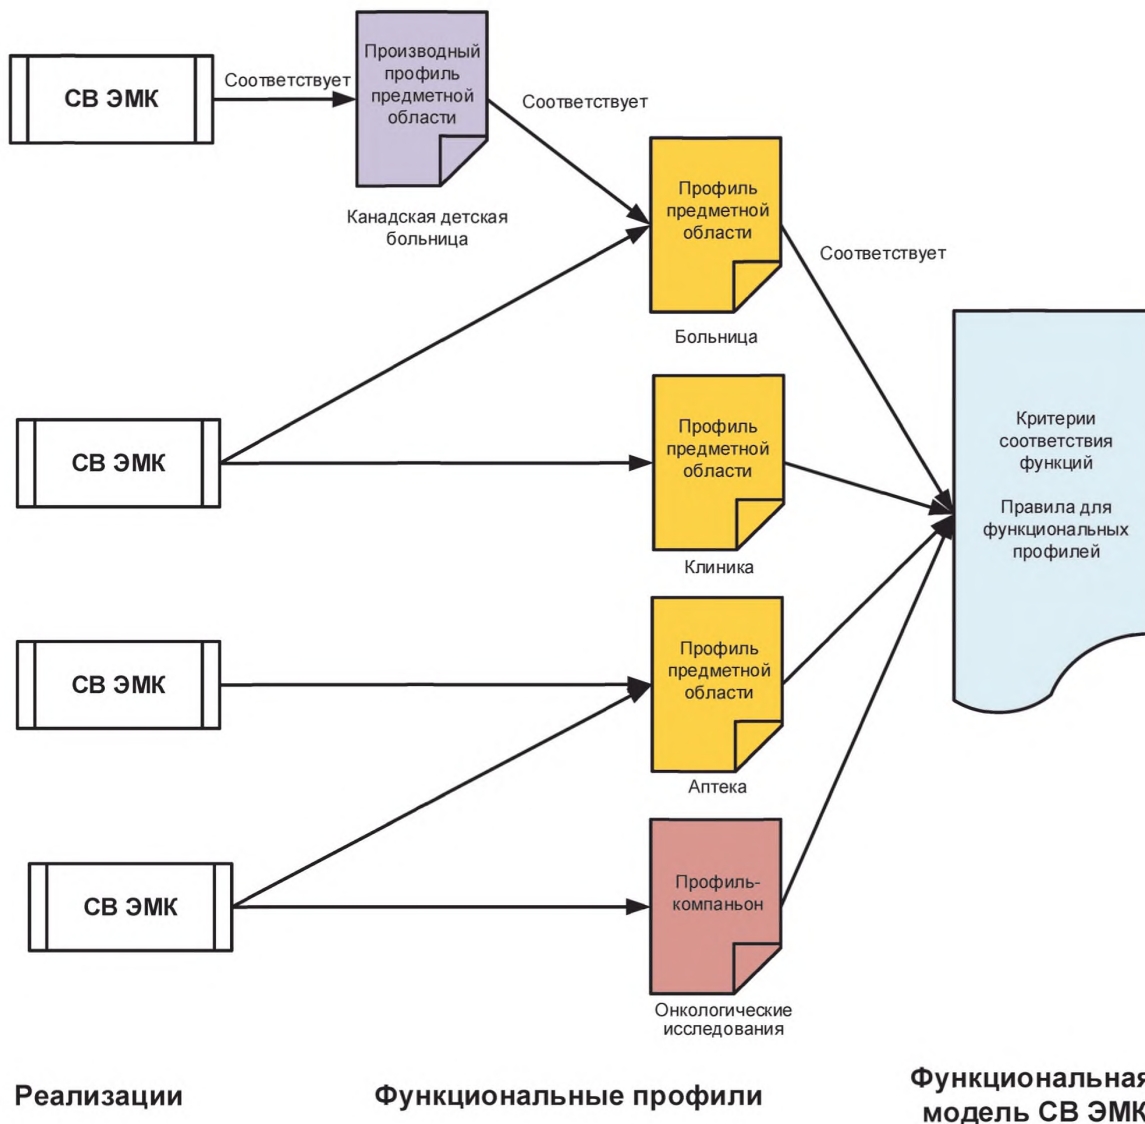 Производный
профиль
предметной
области
СВ ЭМК
Соответствует
Соответствует
Канадская детская
больница
Профиль
предметной
области
Соответствует
Больница
СВ ЭМК
Профиль
предметной
области
Клиника
Критерии
соответствия
функций
Правила для
функциональных
профилей
СВ ЭМК
Профиль
предметной
области
Аптека
СВ ЭМК
Профиль-
компаньон
Онкологические
исследования
Реализации
Функциональные профили
Функциональная
модель СВ ЭМК